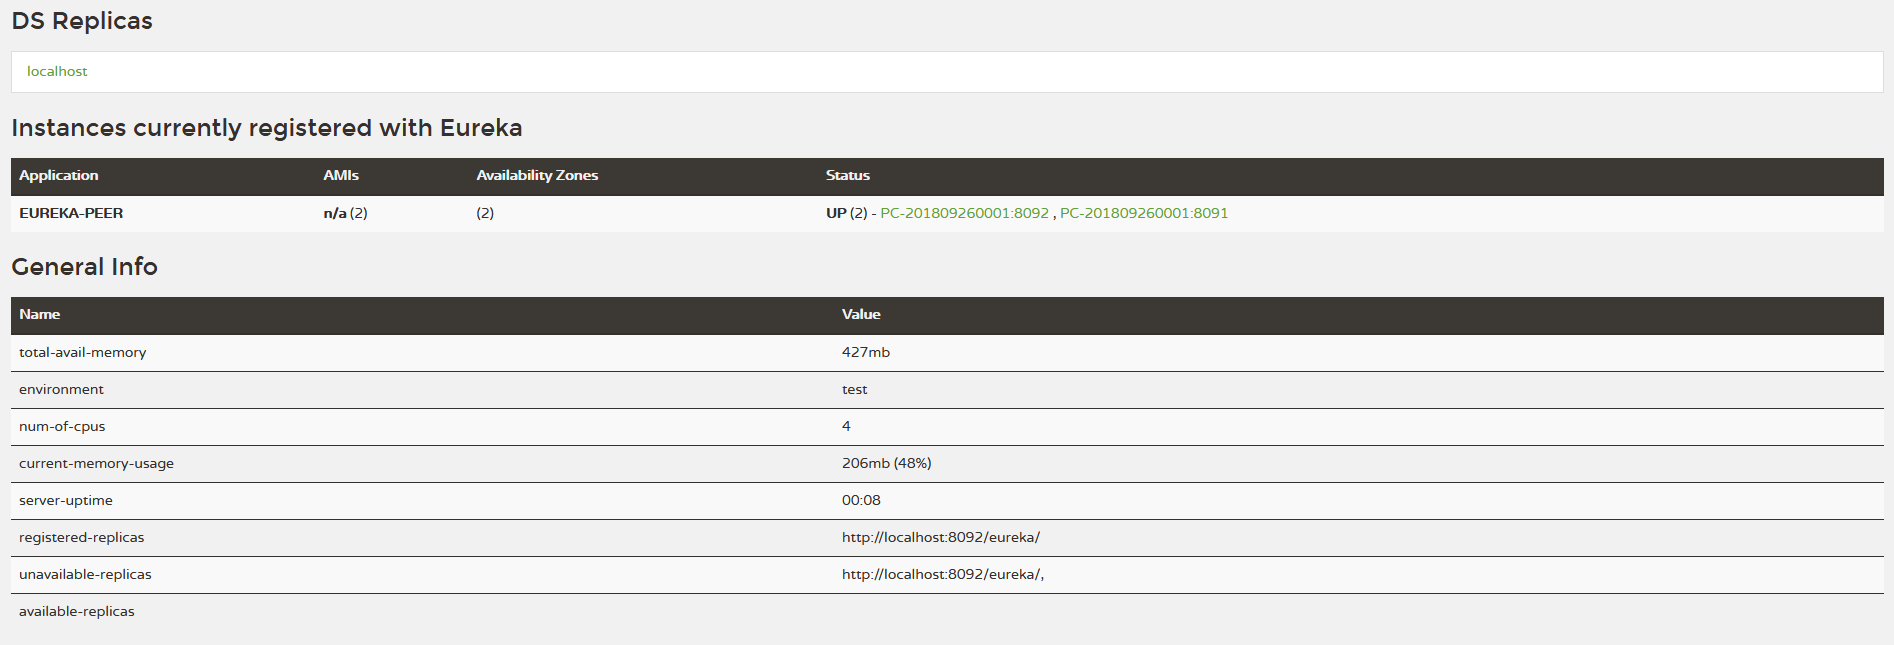 DS Replicas
localhost
Instances currently registered with Eureka
Application AMIs Availability Zones Status
EUREKA-PEER n/a (2) (2) UP (2) - PC-201809260001:8092 , PC-201809260001:8091
General Info
Name Value
total-avail-memory 427mb
environment test
num-of-cpus 4
current-memory-usage 206mb (48%)
server-uptime 00:08
registered-replicas http://localhost:8092/eureka/
unavailable-replicas http://localhost:8092/eureka/,
available-replicas